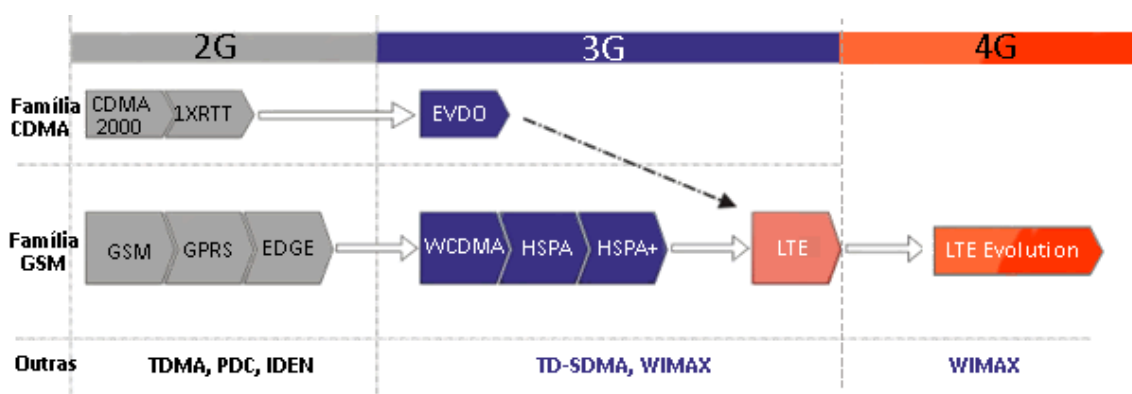 2G 3G 4G
Família
CDMA
CDMA
2000
1XRTT
EVDO
Família
GSM
GSM GPRS EDGE WCDMA HSPA HSPA+ LTE LTE Evolution
Outras TDMA, PDC, IDEN TD-SDMA, WIMAX WIMAX